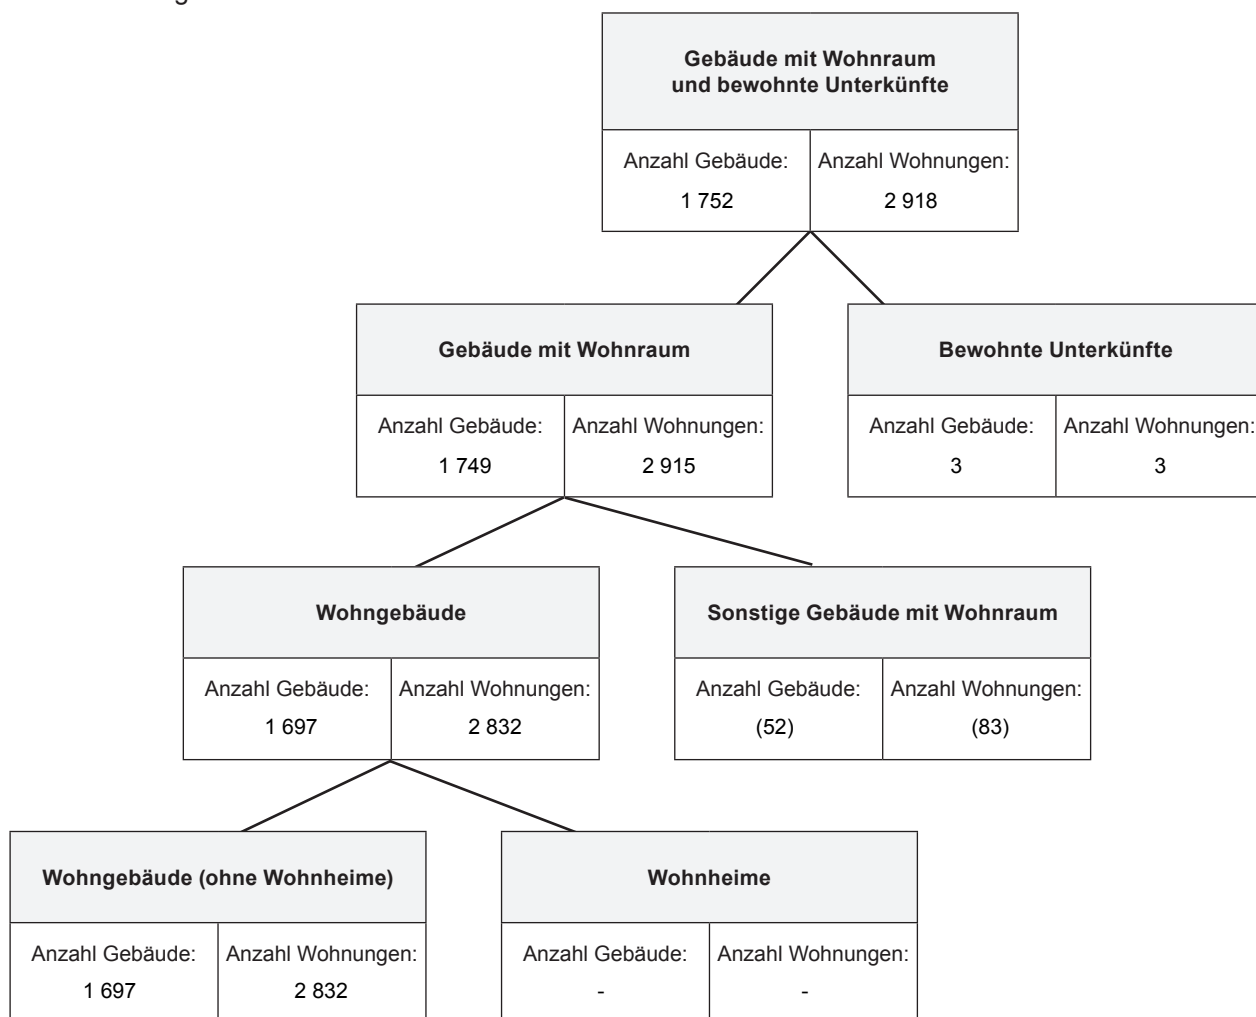 Gebäude mit Wohnraum
und bewohnte Unterkünfte
Anzahl Gebäude: Anzahl Wohnungen:
1 752 2 918
Gebäude mit Wohnraum
Anzahl Gebäude: Anzahl Wohnungen:
1 749 2 915
Bewohnte Unterkünfte
Anzahl Gebäude: Anzahl Wohnungen:
3 3
Wohngebäude
Anzahl Gebäude: Anzahl Wohnungen:
1 697 2 832
Sonstige Gebäude mit Wohnraum
Anzahl Gebäude: Anzahl Wohnungen:
(52) (83)
Wohngebäude (ohne Wohnheime)
Anzahl Gebäude: Anzahl Wohnungen:
1 697 2 832
Wohnheime
Anzahl Gebäude: Anzahl Wohnungen:
- -